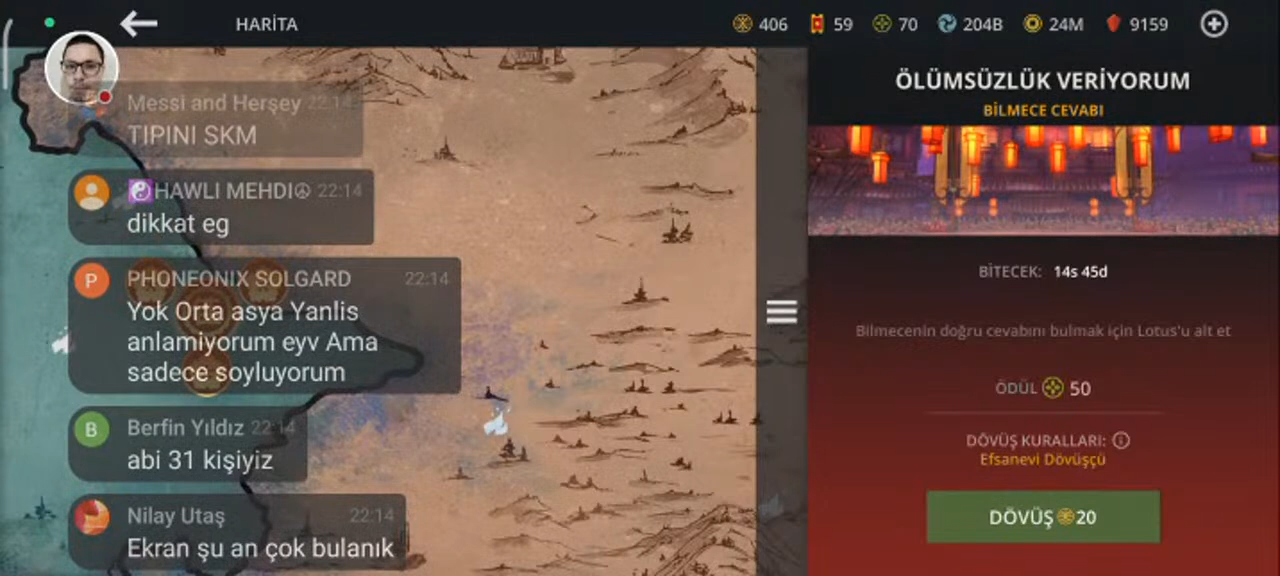 HARİTA
406 59 70 204B 24M 9159
Messi and Herşey 22:14
TIPINI SKM
☯HAWLI MEHDI☮ 22:14
dikkat eg
P
PHONEONIX SOLGARD 22:14
Yok Orta asya Yanlis
anlamiyorum eyv Ama
sadece soyluyorum
B
Berfin Yıldız 22:14
abi 31 kişiyiz
Nilay Utaş 22:14
Ekran şu an çok bulanık
ÖLÜMSÜZLÜK VERİYORUM
BİLMECE CEVABI
BİTECEK: 14s 45d
Bilmecenin doğru cevabını bulmak için Lotus'u alt et
ÖDÜL 50
DÖVÜŞ KURALLARI:
Efsanevi Dövüşçü
DÖVÜŞ 20